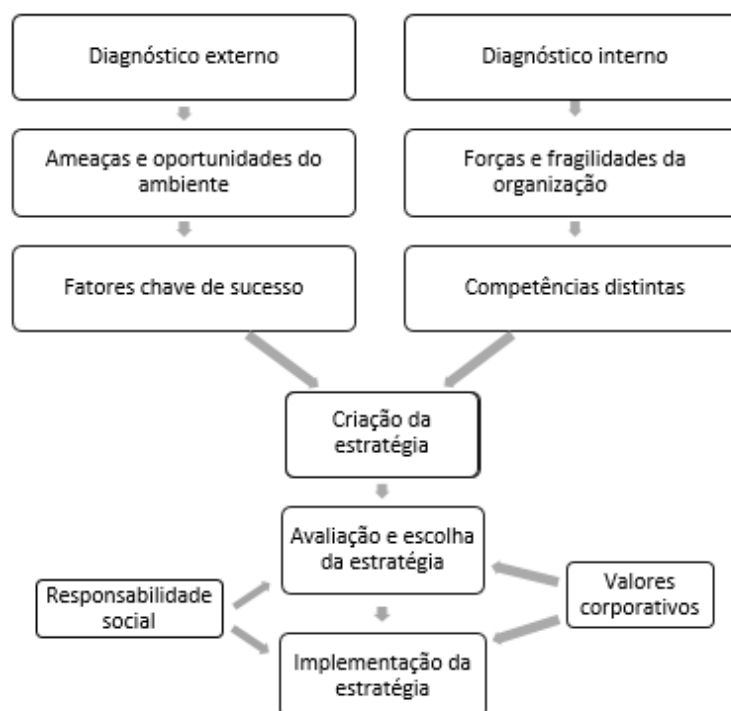 Diagnóstico externo
Diagnóstico interno
Ameaças e oportunidades do
ambiente
Forças e fragilidades da
organização
Fatores chave de sucesso
Competências distintas
Criação da
estratégia
Avaliação e escolha
da estratégia
Responsabilidade
social
Valores
corporativos
Implementação da
estratégia